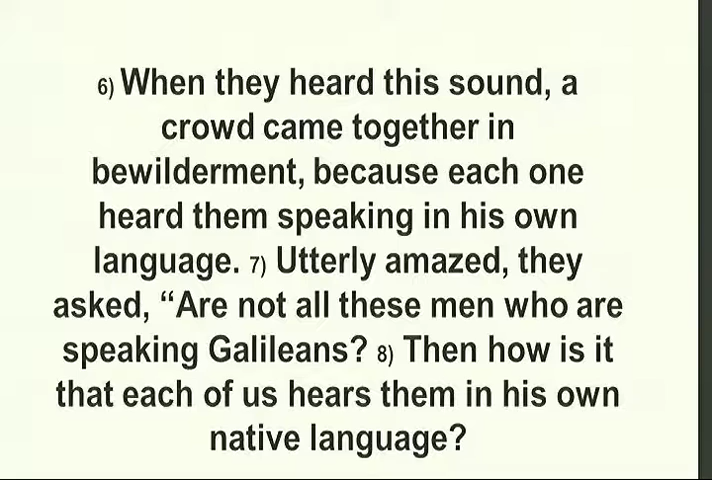 6) When they heard this sound, a
crowd came together in
bewilderment, because each one
heard them speaking in his own
language. 7) Utterly amazed, they
asked, “Are not all these men who are
speaking Galileans? 8) Then how is it
that each of us hears them in his own
native language?